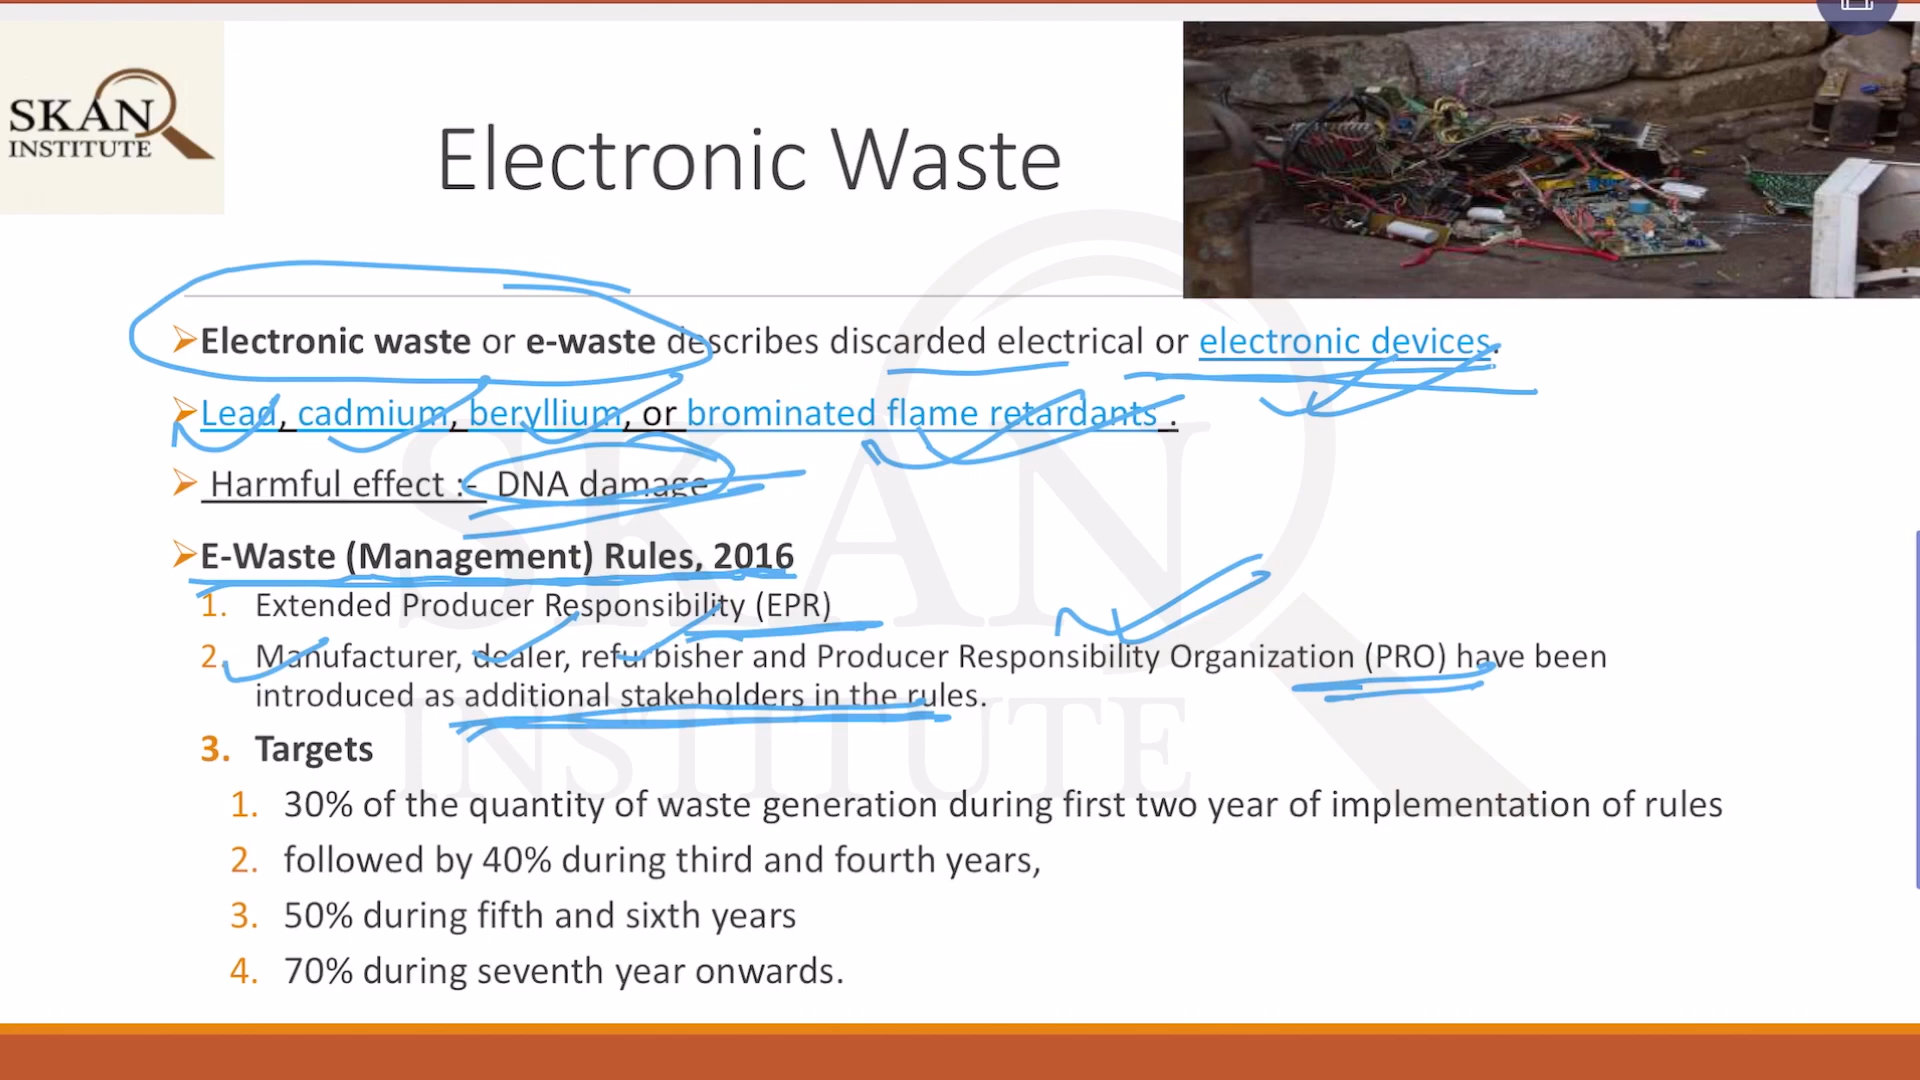 SKAN
INSTITUTE
Electronic Waste
Electronic waste or e-waste describes discarded electrical or electronic devices.
Lead, cadmium, beryllium, or brominated flame retardants .
Harmful effect :- DNA damage
E-Waste (Management) Rules, 2016
1. Extended Producer Responsibility (EPR)
2. Manufacturer, dealer, refurbisher and Producer Responsibility Organization (PRO) have been
introduced as additional stakeholders in the rules.
3. Targets
1. 30% of the quantity of waste generation during first two year of implementation of rules
2. followed by 40% during third and fourth years,
3. 50% during fifth and sixth years
4. 70% during seventh year onwards.
SKAN
INSTITUTE